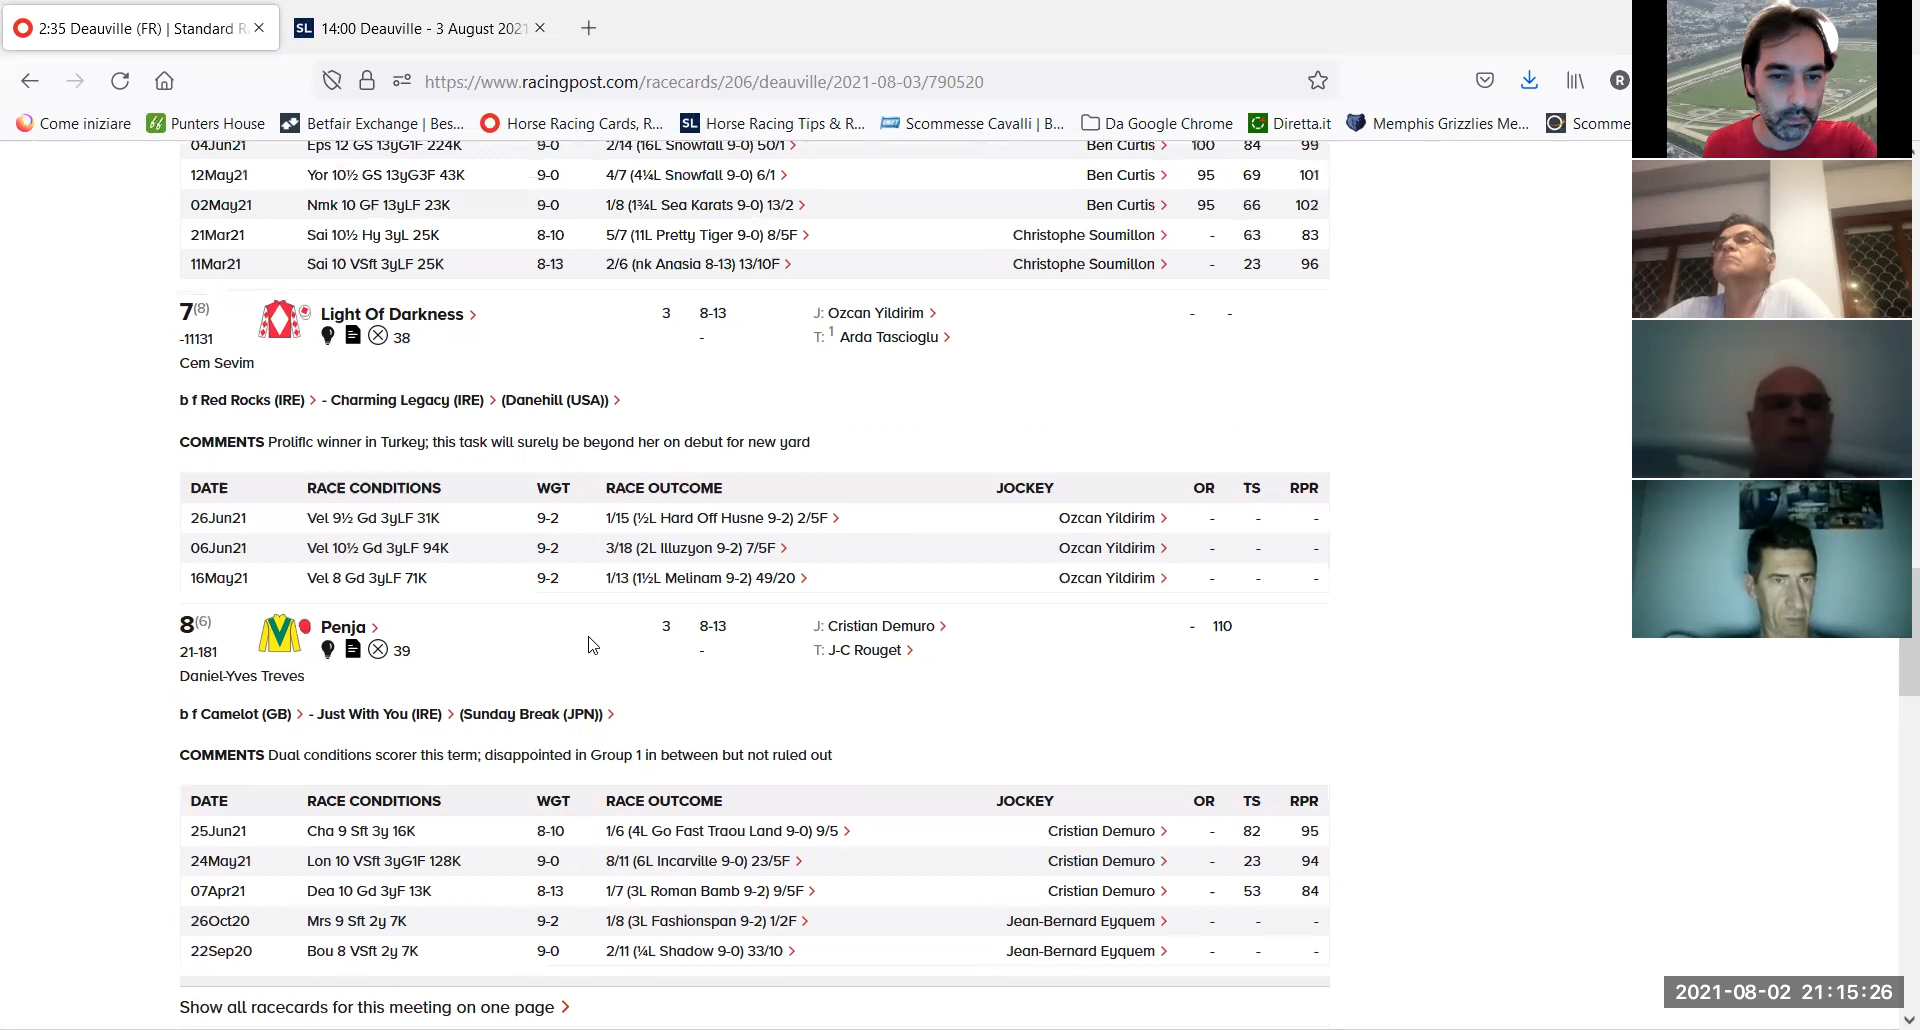 2:35 Deauville (FR) | Standard R
14:00 Deauville - 3 August 2021
https://www.racingpost.com/racecards/206/deauville/2021-08-03/790520
R
Come iniziare
Punters House
Betfair Exchange | Bes...
Horse Racing Cards, R...
SL Horse Racing Tips & R...
Scommesse Cavalli | B...
Da Google Chrome
Diretta.it
Memphis Grizzlies Me...
Scomme
04Jun21 Eps 12 GS 13yG1F 224K 9-0 2/14 (16L Snowfall 9-0) 50/1 Ben Curtis 100 84 99
12May21 Yor 10½ GS 13yG3F 43K 9-0 4/7 (4¼L Snowfall 9-0) 6/1 Ben Curtis 95 69 101
02May21 Nmk 10 GF 13yLF 23K 9-0 1/8 (1¾L Sea Karats 9-0) 13/2 Ben Curtis 95 66 102
21Mar21 Sai 10½ Hy 3yL 25K 8-10 5/7 (11L Pretty Tiger 9-0) 8/5F Christophe Soumillon - 63 83
11Mar21 Sai 10 VSft 3yLF 25K 8-13 2/6 (nk Anasia 8-13) 13/10F Christophe Soumillon - 23 96
7(8) Light Of Darkness 3 8-13 J: Ozcan Yildirim - -
-11131 38 - T: 1 Arda Tascioglu
Cem Sevim
b f Red Rocks (IRE) - Charming Legacy (IRE) (Danehill (USA))
COMMENTS Prolific winner in Turkey; this task will surely be beyond her on debut for new yard
DATE RACE CONDITIONS WGT RACE OUTCOME JOCKEY OR TS RPR
26Jun21 Vel 9½ Gd 3yLF 31K 9-2 1/15 (½L Hard Off Husne 9-2) 2/5F Ozcan Yildirim - - -
06Jun21 Vel 10½ Gd 3yLF 94K 9-2 3/18 (2L Illuzyon 9-2) 7/5F Ozcan Yildirim - - -
16May21 Vel 8 Gd 3yLF 71K 9-2 1/13 (1½L Melinam 9-2) 49/20 Ozcan Yildirim - - -
8(6) Penja 3 8-13 J: Cristian Demuro - 110
21-181 39 - T: J-C Rouget
Daniel-Yves Treves
b f Camelot (GB) - Just With You (IRE) (Sunday Break (JPN))
COMMENTS Dual conditions scorer this term; disappointed in Group 1 in between but not ruled out
DATE RACE CONDITIONS WGT RACE OUTCOME JOCKEY OR TS RPR
25Jun21 Cha 9 Sft 3y 16K 8-10 1/6 (4L Go Fast Traou Land 9-0) 9/5 Cristian Demuro - 82 95
24May21 Lon 10 VSft 3yG1F 128K 9-0 8/11 (6L Incarville 9-0) 23/5F Cristian Demuro - 23 94
07Apr21 Dea 10 Gd 3yF 13K 8-13 1/7 (3L Roman Bamb 9-2) 9/5F Cristian Demuro - 53 84
26Oct20 Mrs 9 Sft 2y 7K 9-2 1/8 (3L Fashionspan 9-2) 1/2F Jean-Bernard Eyquem - - -
22Sep20 Bou 8 VSft 2y 7K 9-0 2/11 (¼L Shadow 9-0) 33/10 Jean-Bernard Eyquem - - -
Show all racecards for this meeting on one page
2021-08-02 21:15:26